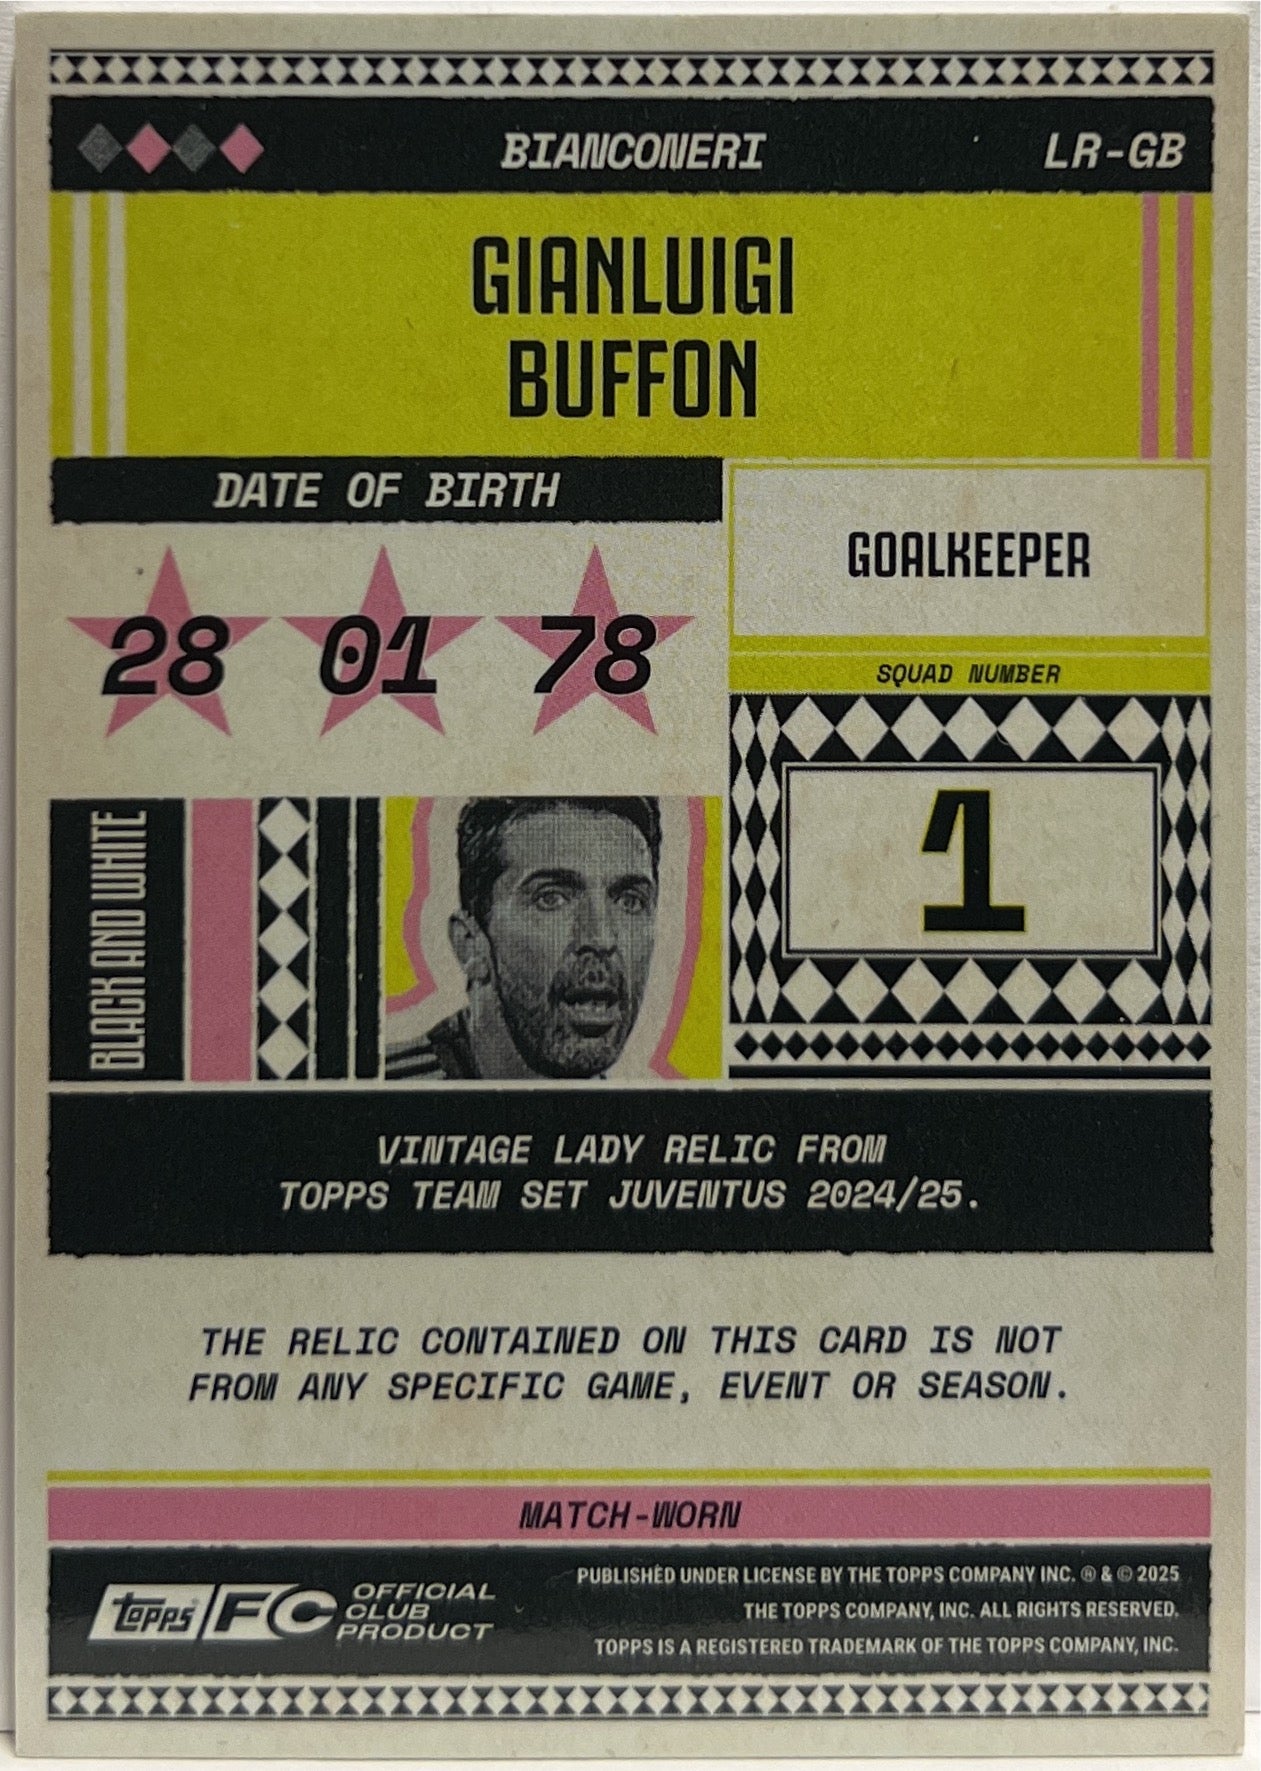 BIANCONERI
LR-GB
GIANLUIGI
BUFFON
DATE OF BIRTH
28 01 78
GOALKEEPER
SQUAD NUMBER
1
BLACK AND WHITE
VINTAGE LADY RELIC FROM
TOPPS TEAM SET JUVENTUS 2024/25.
THE RELIC CONTAINED ON THIS CARD IS NOT
FROM ANY SPECIFIC GAME, EVENT OR SEASON.
MATCH-WORN
topps FC
OFFICIAL
CLUB
PRODUCT
PUBLISHED UNDER LICENSE BY THE TOPPS COMPANY INC. ® & © 2025
THE TOPPS COMPANY, INC. ALL RIGHTS RESERVED.
TOPPS IS A REGISTERED TRADEMARK OF THE TOPPS COMPANY, INC.